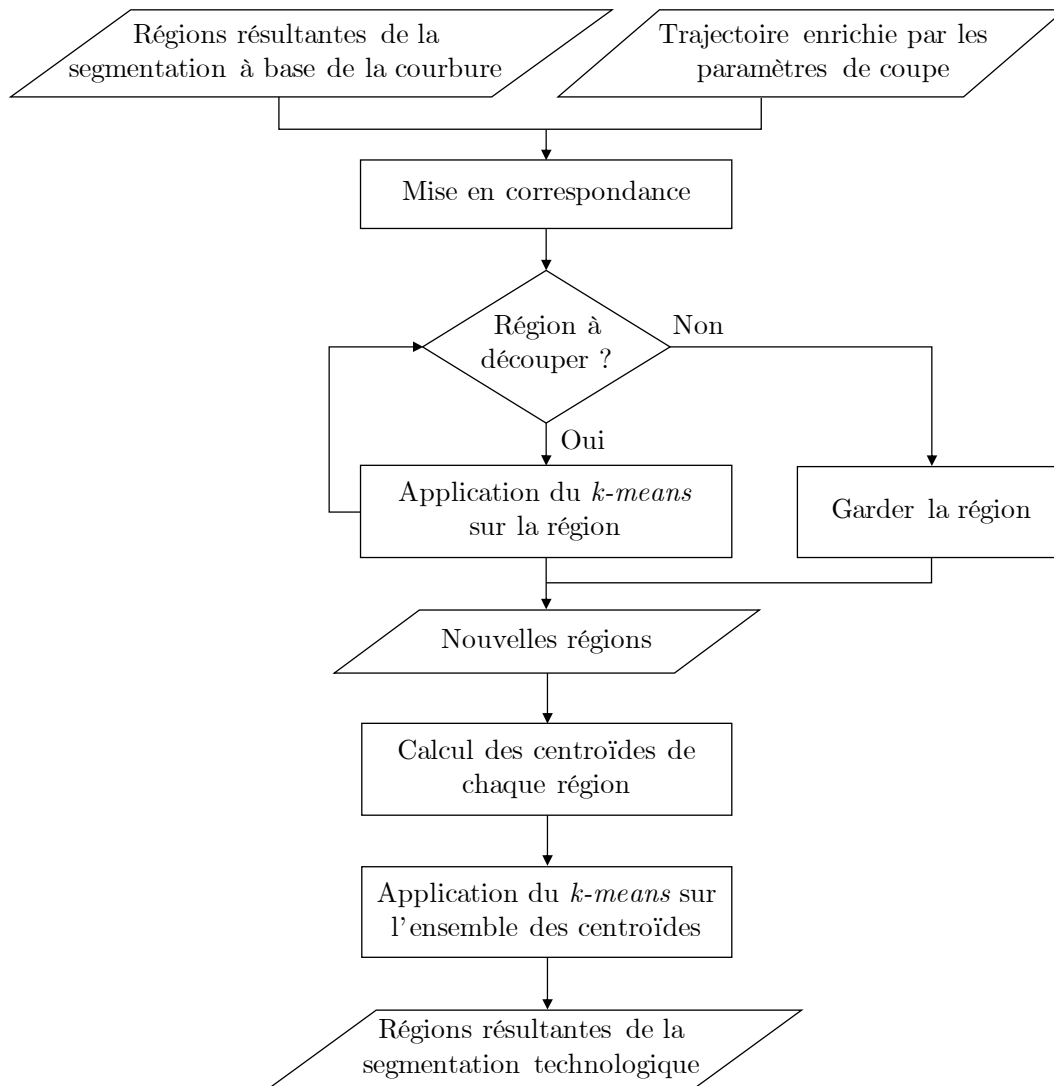 Régions résultantes de la
segmentation à base de la courbure
Trajectoire enrichie par les
paramètres de coupe
Mise en correspondance
Région à
découper ?
Non
Oui
Application du k-means
sur la région
Garder la région
Nouvelles régions
Calcul des centroïdes de
chaque région
Application du k-means sur
l'ensemble des centroïdes
Régions résultantes de la
segmentation technologique